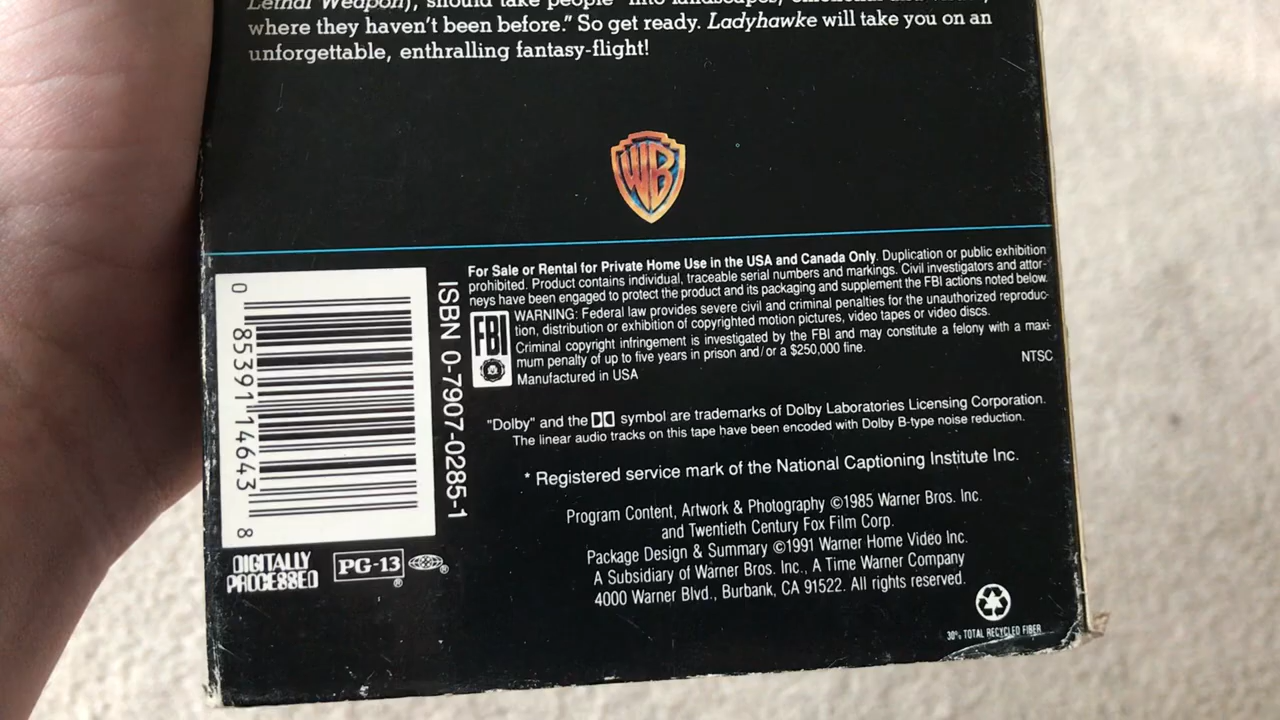 Lethal Weapon), should take people "into landscapes, emotional and
where they haven't been before." So get ready. Ladyhawke will take you on an
unforgettable, enthralling fantasy-flight!
WB
For Sale or Rental for Private Home Use in the USA and Canada Only. Duplication or public exhibition
prohibited. Product contains individual, traceable serial numbers and markings. Civil investigators and attor-
neys have been engaged to protect the product and its packaging and supplement the FBI actions noted below.
FBI
WARNING: Federal law provides severe civil and criminal penalties for the unauthorized reproduc-
tion, distribution or exhibition of copyrighted motion pictures, video tapes or video discs.
Criminal copyright infringement is investigated by the FBI and may constitute a felony with a maxi-
mum penalty of up to five years in prison and/or a $250,000 fine.
Manufactured in USA
NTSC
0 85391 14643 8
ISBN 0-7907-0285-1
"Dolby" and the symbol are trademarks of Dolby Laboratories Licensing Corporation.
The linear audio tracks on this tape have been encoded with Dolby B-type noise reduction.
* Registered service mark of the National Captioning Institute Inc.
Program Content, Artwork & Photography ©1985 Warner Bros. Inc.
and Twentieth Century Fox Film Corp.
Package Design & Summary ©1991 Warner Home Video Inc.
A Subsidiary of Warner Bros. Inc., A Time Warner Company
4000 Warner Blvd., Burbank, CA 91522. All rights reserved.
DIGITALLY
PROCESSED
PG-13 ®
®
30% TOTAL RECYCLED FIBER